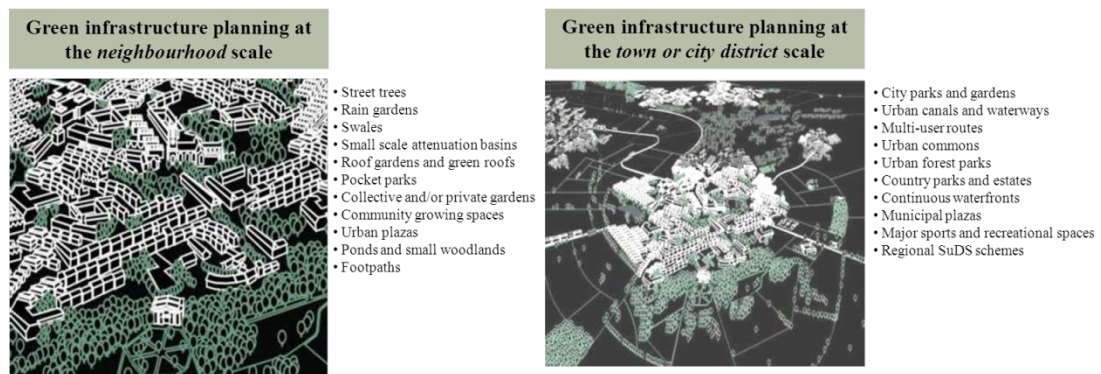 Green infrastructure planning at
the neighbourhood scale
• Street trees
• Rain gardens
• Swales
• Small scale attenuation basins
• Roof gardens and green roofs
• Pocket parks
• Collective and/or private gardens
• Community growing spaces
• Urban plazas
• Ponds and small woodlands
• Footpaths
Green infrastructure planning at
the town or city district scale
• City parks and gardens
• Urban canals and waterways
• Multi-user routes
• Urban commons
• Urban forest parks
• Country parks and estates
• Continuous waterfronts
• Municipal plazas
• Major sports and recreational spaces
• Regional SuDS schemes